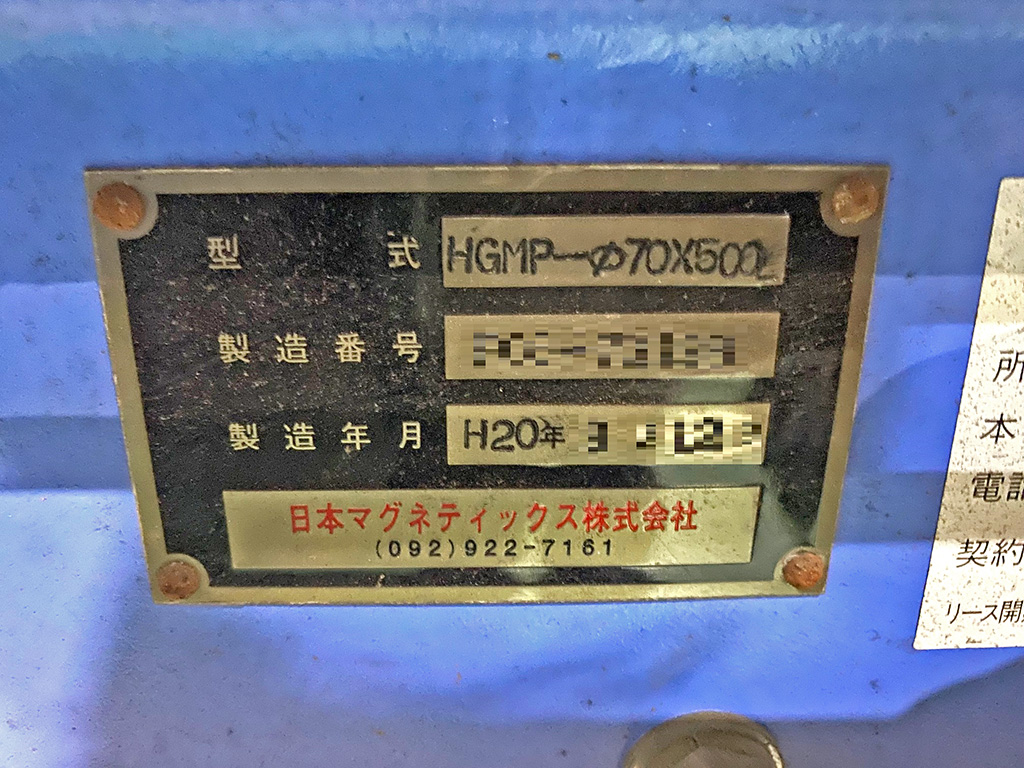 型式 HGMP-φ70X500L
製造番号
製造年月 H20年
日本マグネティックス株式会社
(092)922-7161
所
本
電話
契約
リース開